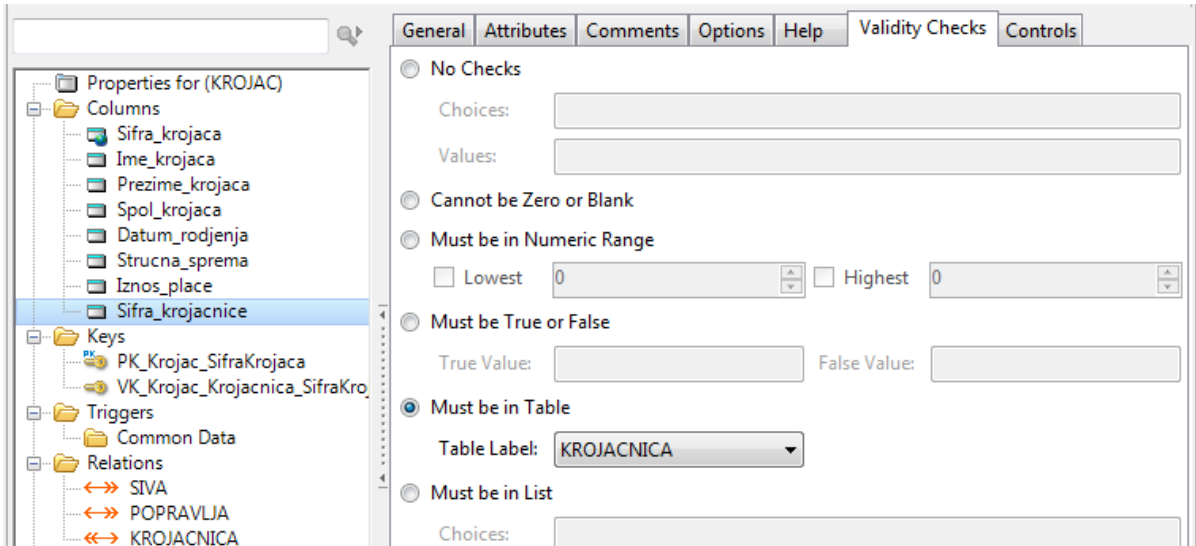 Properties for (KROJAC)
Columns
Sifra_krojaca
Ime_krojaca
Prezime_krojaca
Spol_krojaca
Datum_rodjenja
Strucna_sprema
Iznos_place
Sifra_krojacnice
Keys
PK_Krojac_SifraKrojaca
VK_Krojac_Krojacnica_SifraKroj
Triggers
Common Data
Relations
SIVA
POPRAVLJA
KROJACNICA
General Attributes Comments Options Help Validity Checks Controls
No Checks
Choices:
Values:
Cannot be Zero or Blank
Must be in Numeric Range
Lowest 0 Highest 0
Must be True or False
True Value: False Value:
Must be in Table
Table Label: KROJACNICA
Must be in List
Choices: